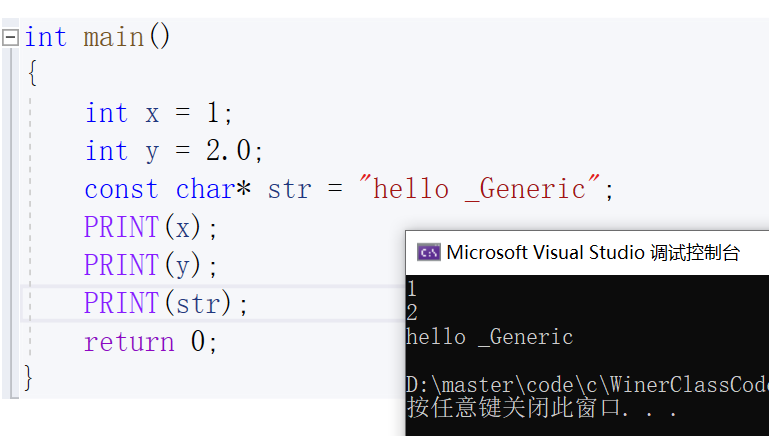 int main()
{
int x = 1;
int y = 2.0;
const char* str = "hello _Generic";
PRINT(x);
PRINT(y);
PRINT(str);
return 0;
}
Microsoft Visual Studio 调试控制台
1
2
hello _Generic
D:\master\code\c\WinerClassCode
按任意键关闭此窗口. . .